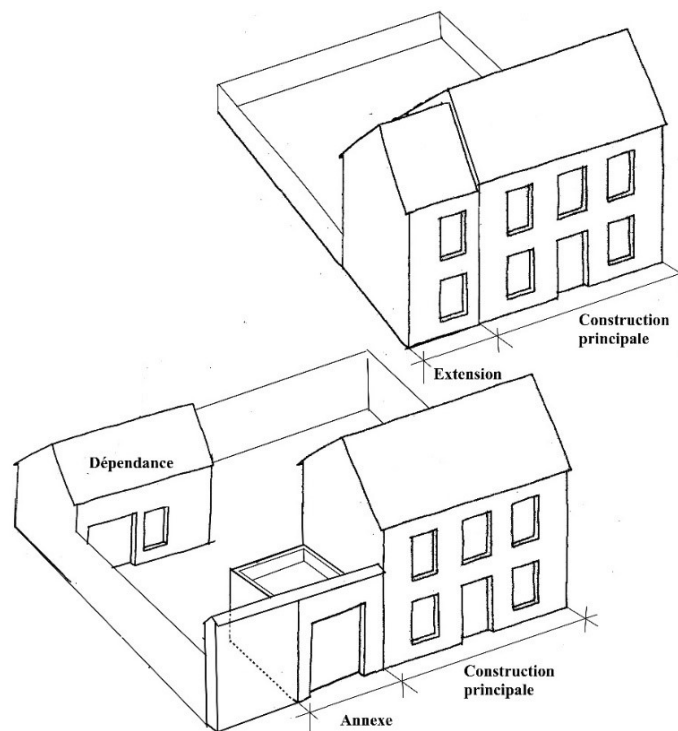 Construction
principale
Extension
Dépendance
Construction
principale
Annexe